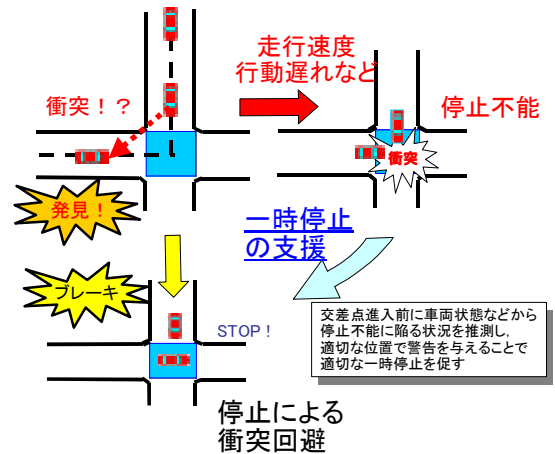 走行速度
行動遅れなど
衝突！？
停止不能
衝突
発見！
一時停止
の支援
ブレーキ
STOP！
交差点進入前に車両状態などから
停止不能に陥る状況を推測し，
適切な位置で警告を与えることで
適切な一時停止を促す
停止による
衝突回避